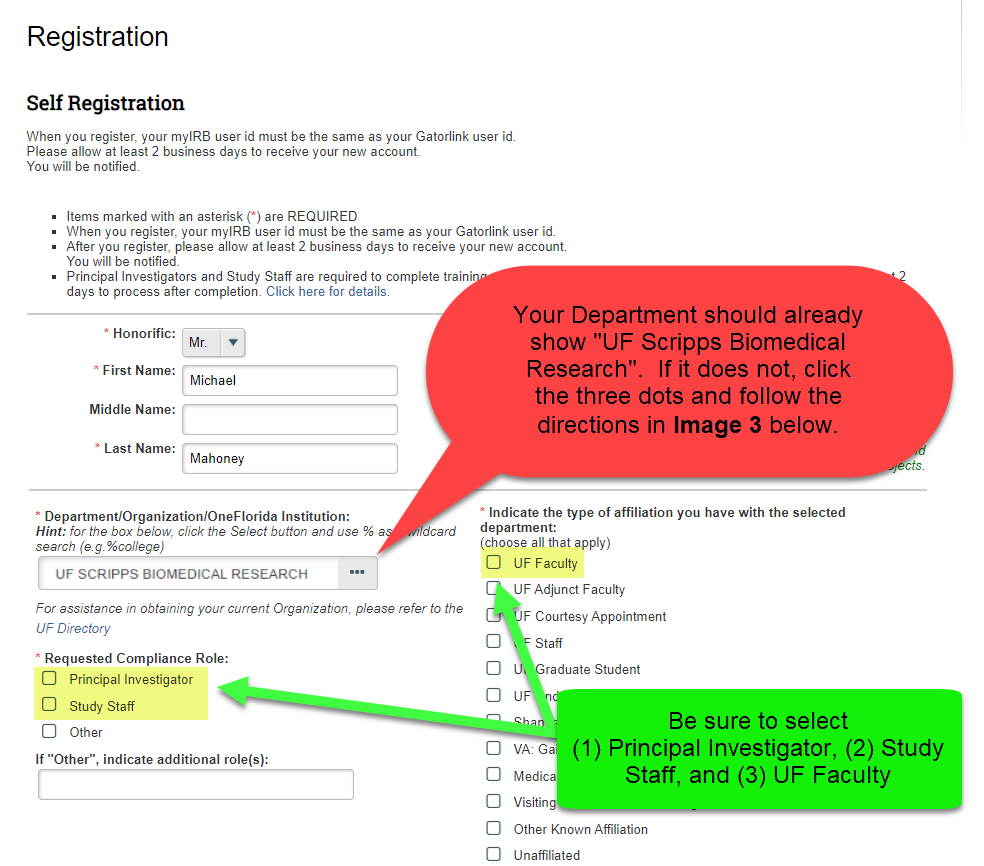 Registration
Self Registration
When you register, your myIRB user id must be the same as your Gatorlink user id.
Please allow at least 2 business days to receive your new account.
You will be notified.
Items marked with an asterisk (*) are REQUIRED
When you register, your myIRB user id must be the same as your Gatorlink user id.
After you register, please allow at least 2 business days to receive your new account.
You will be notified.
Principal Investigators and Study Staff are required to complete training 2
days to process after completion. Click here for details.
Your Department should already
show "UF Scripps Biomedical
Research". If it does not, click
the three dots and follow the
directions in Image 3 below.
* Honorific:
Mr.
* First Name:
Michael
Middle Name:
* Last Name:
Mahoney
* Department/Organization/OneFlorida Institution:
Hint: for the box below, click the Select button and use % as wildcard
search (e.g.%college)
UF SCRIPPS BIOMEDICAL RESEARCH
For assistance in obtaining your current Organization, please refer to the
UF Directory
* Requested Compliance Role:
Principal Investigator
Study Staff
Other
If "Other", indicate additional role(s):
* Indicate the type of affiliation you have with the selected
department:
(choose all that apply)
UF Faculty
UF Adjunct Faculty
UF Courtesy Appointment
UF Staff
UF Graduate Student
UF
VA:
Visiting
Other Known Affiliation
Unaffiliated
Be sure to select
(1) Principal Investigator, (2) Study
Staff, and (3) UF Faculty